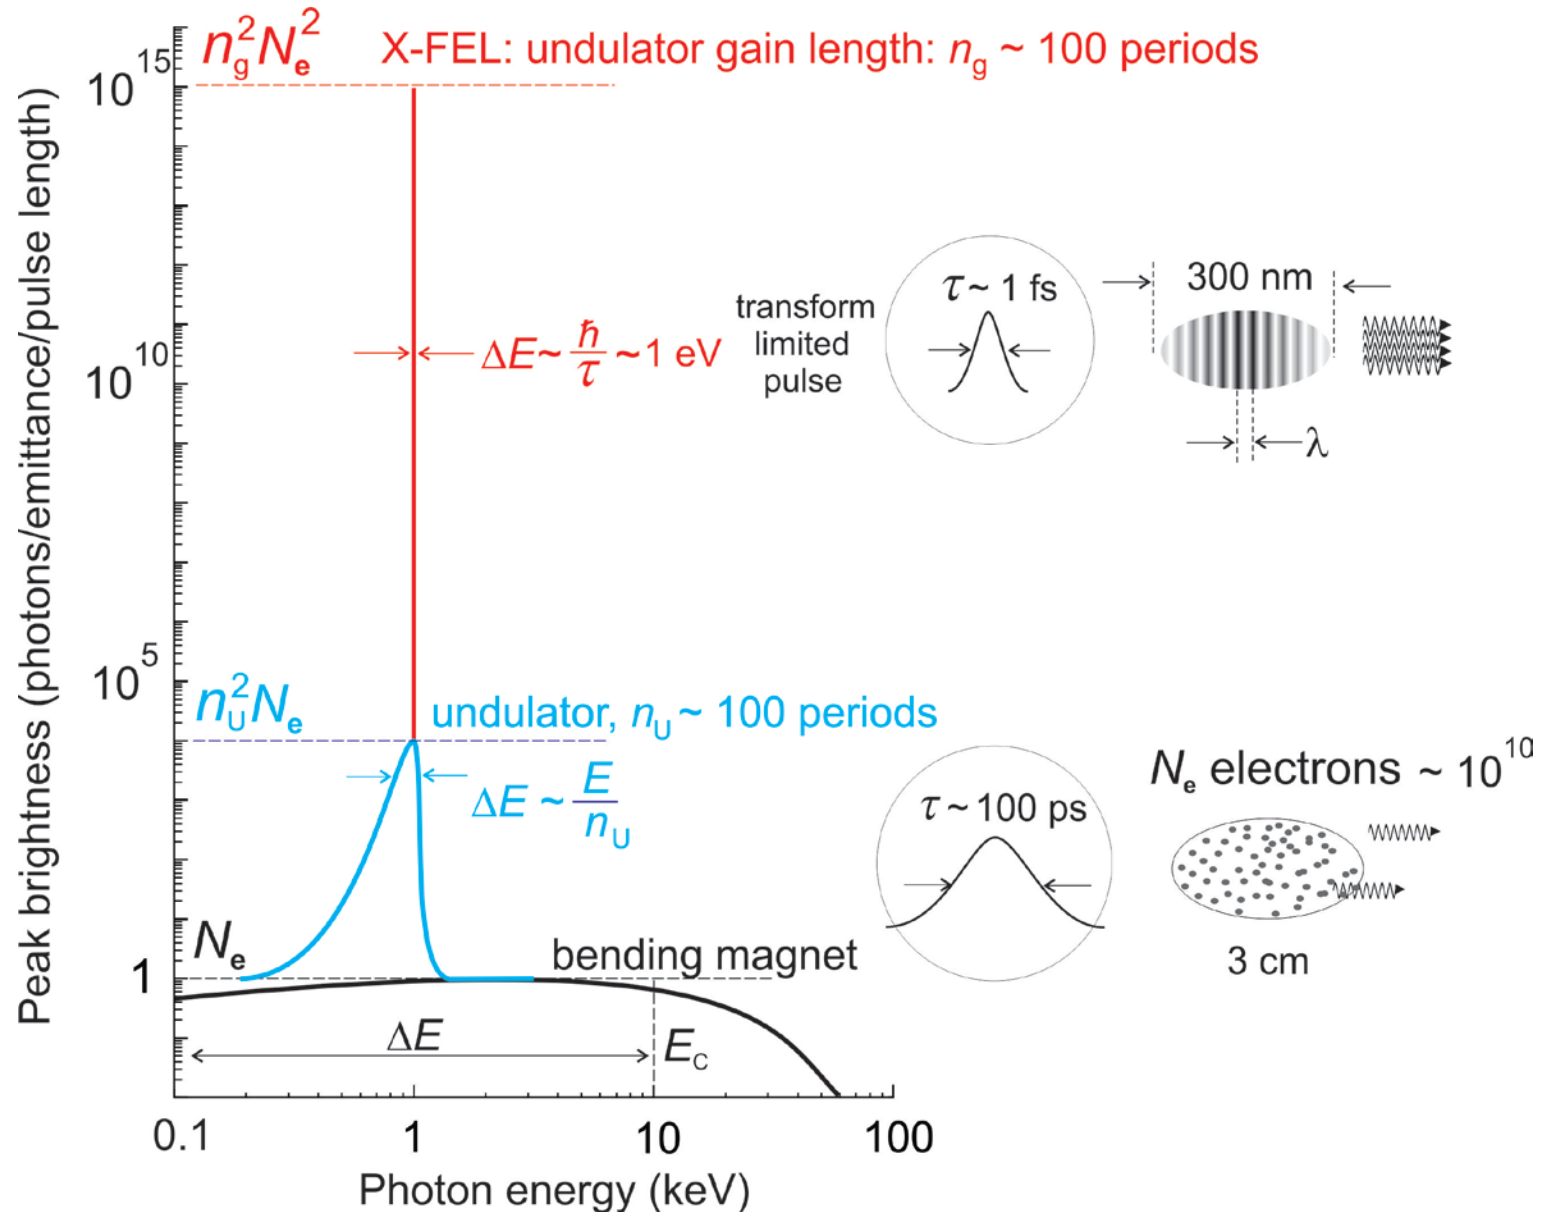 n_g^2 N_e^2
X-FEL: undulator gain length: n_g ~ 100 periods
10^15
τ ~ 1 fs
300 nm
transform
limited
pulse
ΔE ~ ħ/τ ~ 1 eV
10^10
λ
10^5
n_U^2 N_e
undulator, n_U ~ 100 periods
ΔE ~ E/n_U
τ ~ 100 ps
N_e electrons ~ 10^10
N_e
bending magnet
3 cm
1
ΔE
E_C
0.1
1
10
100
Photon energy (keV)
Peak brightness (photons/emittance/pulse length)